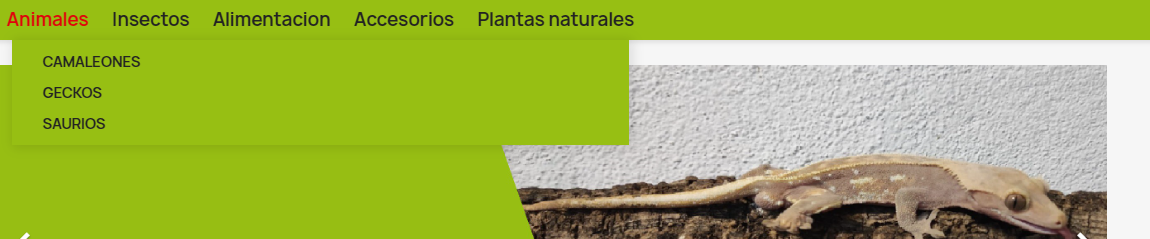 Animales Insectos Alimentacion Accesorios Plantas naturales
CAMALEONES
GECKOS
SAURIOS